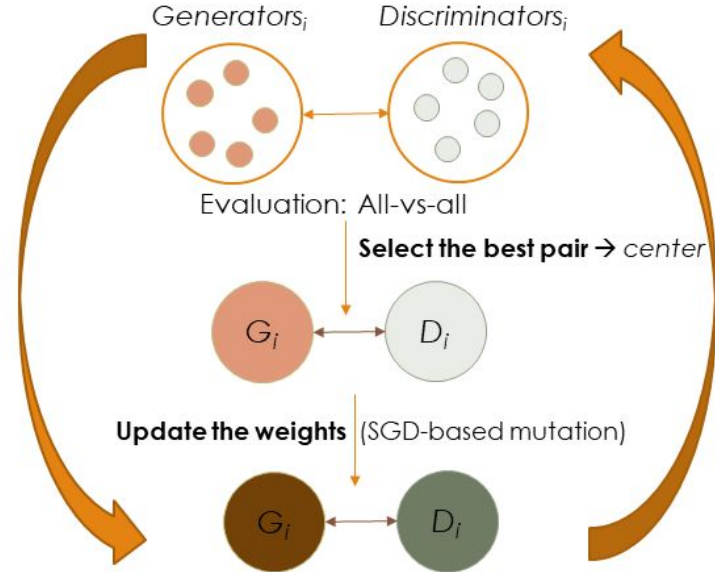 Generatorsᵢ Discriminatorsᵢ
Evaluation: All-vs-all
Select the best pair → center
Gᵢ Dᵢ
Update the weights (SGD-based mutation)
Gᵢ Dᵢ